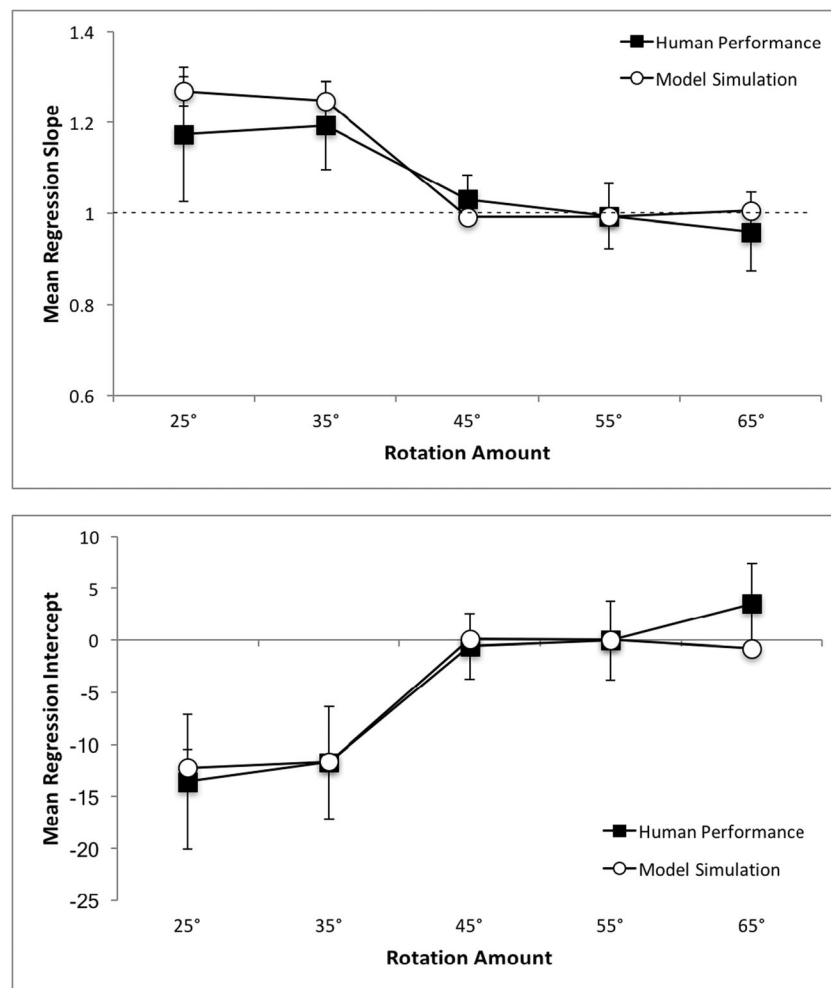 1.4
Human Performance
Model Simulation
1.2
1
0.8
0.6
Mean Regression Slope
25° 35° 45° 55° 65°
Rotation Amount
10
5
0
-5
-10
-15
-20
-25
Mean Regression Intercept
Human Performance
Model Simulation
25° 35° 45° 55° 65°
Rotation Amount